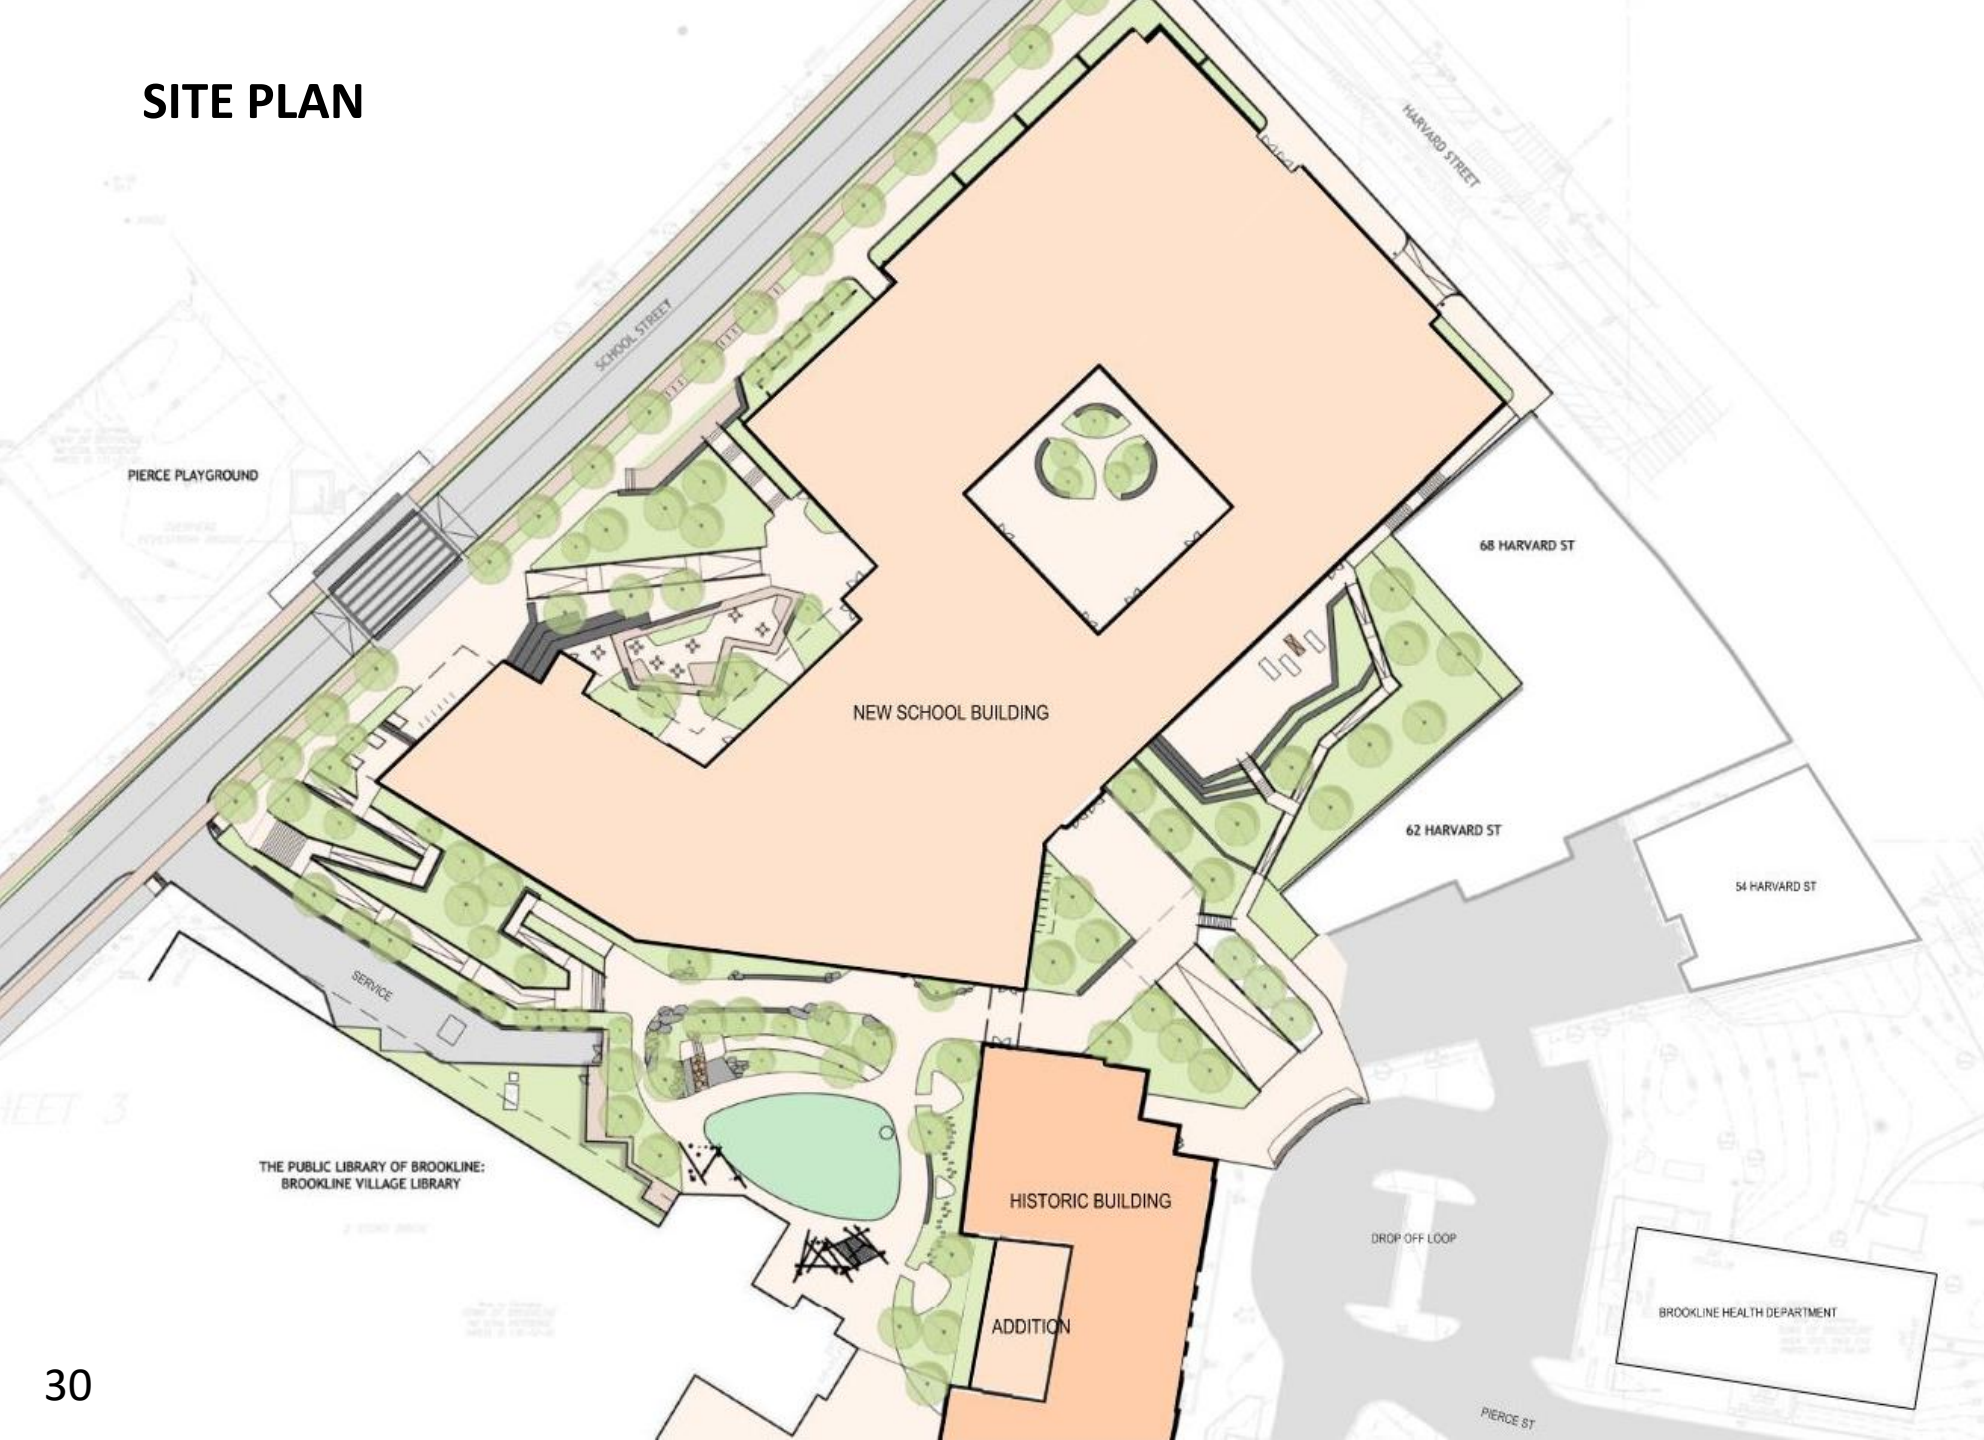 SITE PLAN
HARVARD STREET
SCHOOL STREET
PIERCE PLAYGROUND
68 HARVARD ST
NEW SCHOOL BUILDING
62 HARVARD ST
54 HARVARD ST
SERVICE
HEET 3
THE PUBLIC LIBRARY OF BROOKLINE:
BROOKLINE VILLAGE LIBRARY
HISTORIC BUILDING
DROP OFF LOOP
BROOKLINE HEALTH DEPARTMENT
ADDITION
30
PIERCE ST